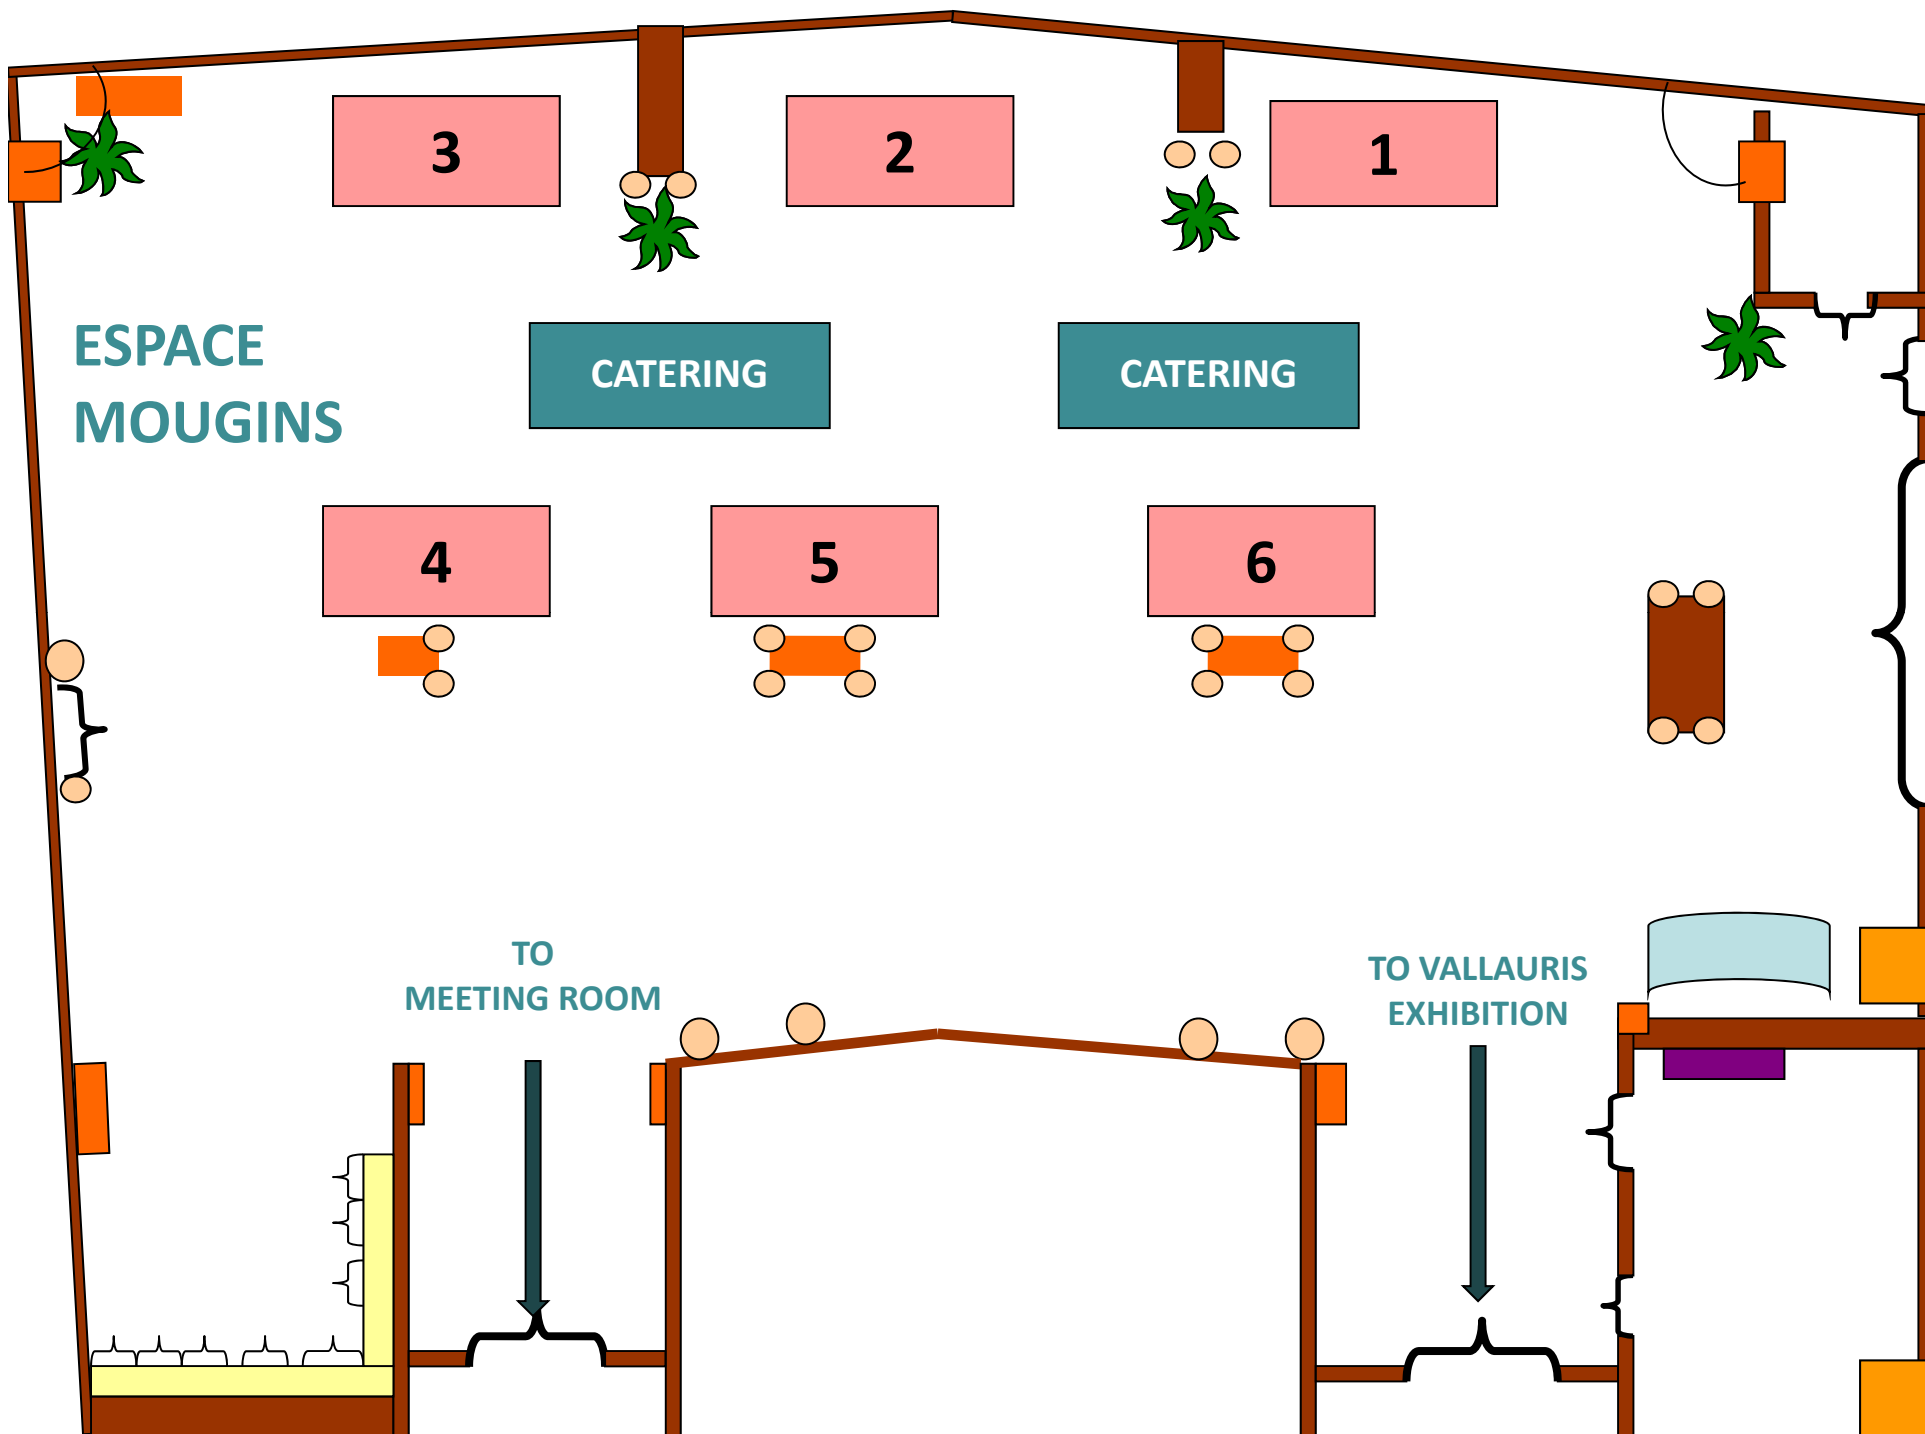 3
2
1
ESPACE
MOUGINS
CATERING
CATERING
4
5
6
TO
MEETING ROOM
TO VALLAURIS
EXHIBITION